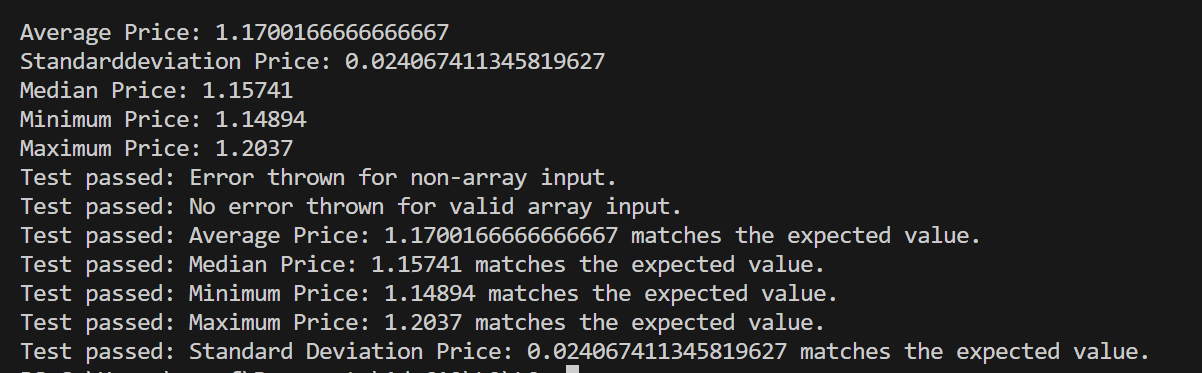 Average Price: 1.1700166666666667
Standarddeviation Price: 0.024067411345819627
Median Price: 1.15741
Minimum Price: 1.14894
Maximum Price: 1.2037
Test passed: Error thrown for non-array input.
Test passed: No error thrown for valid array input.
Test passed: Average Price: 1.1700166666666667 matches the expected value.
Test passed: Median Price: 1.15741 matches the expected value.
Test passed: Minimum Price: 1.14894 matches the expected value.
Test passed: Maximum Price: 1.2037 matches the expected value.
Test passed: Standard Deviation Price: 0.024067411345819627 matches the expected value.